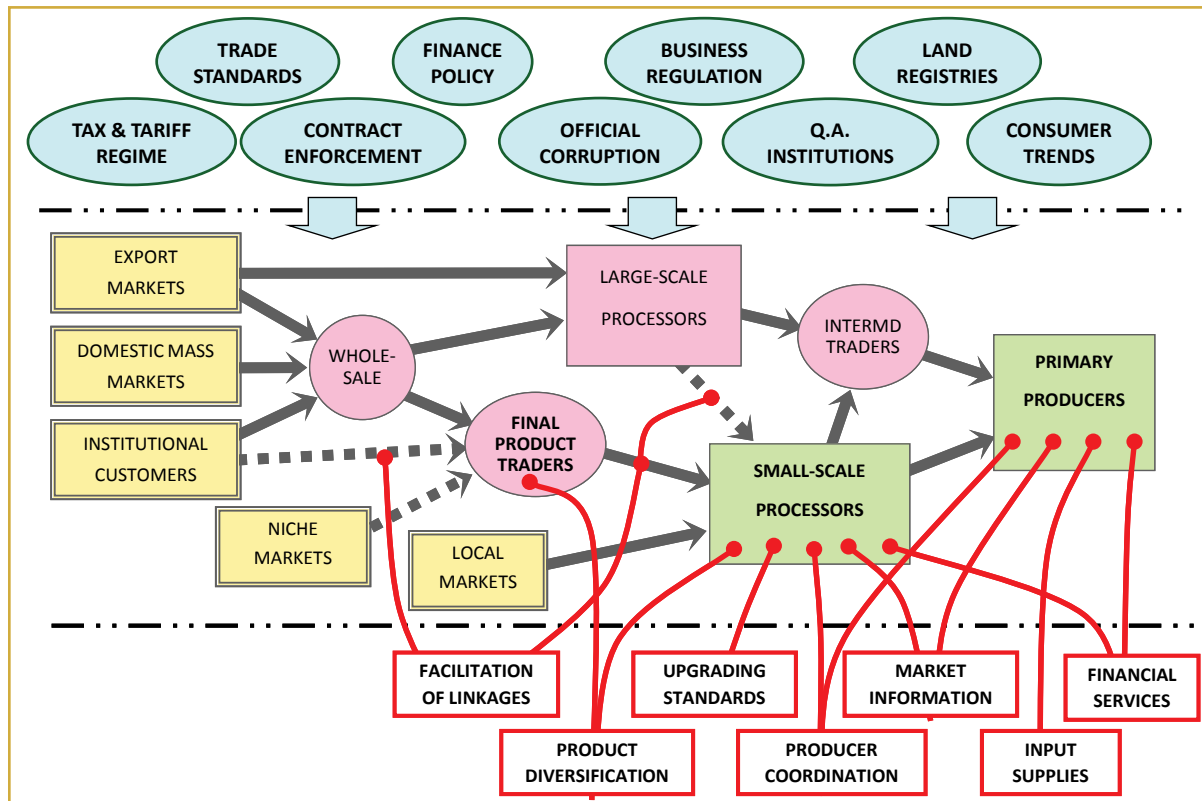 TRADE
STANDARDS
FINANCE
POLICY
BUSINESS
REGULATION
LAND
REGISTRIES
TAX & TARIFF
REGIME
CONTRACT
ENFORCEMENT
OFFICIAL
CORRUPTION
Q.A.
INSTITUTIONS
CONSUMER
TRENDS
EXPORT
MARKETS
LARGE-SCALE
PROCESSORS
INTERMD
TRADERS
DOMESTIC MASS
MARKETS
WHOLE-
SALE
PRIMARY
PRODUCERS
INSTITUTIONAL
CUSTOMERS
FINAL
PRODUCT
TRADERS
SMALL-SCALE
PROCESSORS
NICHE
MARKETS
LOCAL
MARKETS
FACILITATION
OF LINKAGES
UPGRADING
STANDARDS
MARKET
INFORMATION
FINANCIAL
SERVICES
PRODUCT
DIVERSIFICATION
PRODUCER
COORDINATION
INPUT
SUPPLIES